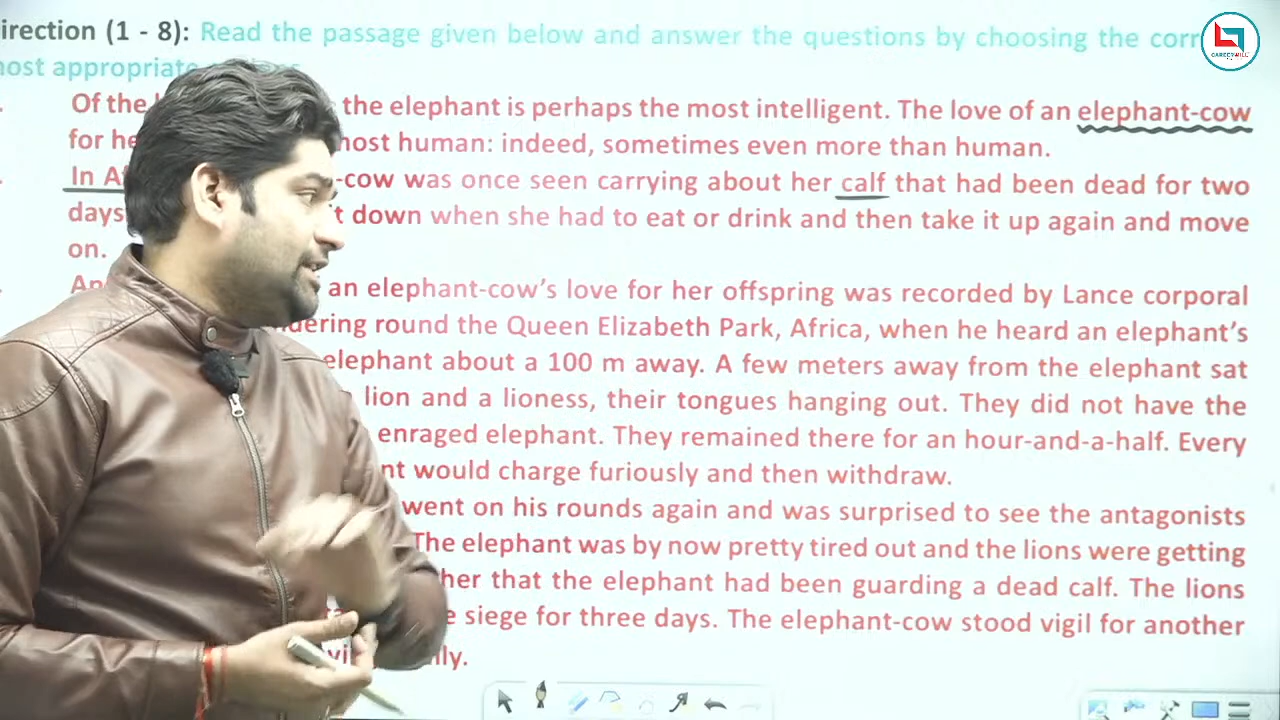 irection (1 - 8): Read the passage given below and answer the questions by choosing the corr
nost appropriate
Of the the elephant is perhaps the most intelligent. The love of an elephant-cow
for he most human: indeed, sometimes even more than human.
In Af -cow was once seen carrying about her calf that had been dead for two
days t down when she had to eat or drink and then take it up again and move
on.
An an elephant-cow's love for her offspring was recorded by Lance corporal
dering round the Queen Elizabeth Park, Africa, when he heard an elephant's
elephant about a 100 m away. A few meters away from the elephant sat
lion and a lioness, their tongues hanging out. They did not have the
enraged elephant. They remained there for an hour-and-a-half. Every
nt would charge furiously and then withdraw.
went on his rounds again and was surprised to see the antagonists
The elephant was by now pretty tired out and the lions were getting
her that the elephant had been guarding a dead calf. The lions
e siege for three days. The elephant-cow stood vigil for another
lly.